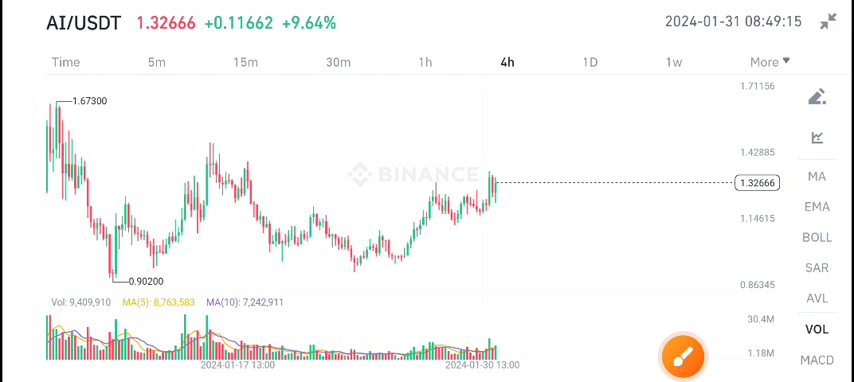 AI/USDT 1.32666 +0.11662 +9.64% 2024-01-31 08:49:15
Time 5m 15m 30m 1h 4h 1D 1w More
1.71156
1.67300
1.42885
BINANCE
1.32666
1.14615
0.90200
0.86345
Vol: 9,409,910 MA(5): 8,763,583 MA(10): 7,242,911
30.4M
1.18M
2024-01-17 13:00 2024-01-30 13:00
MA
EMA
BOLL
SAR
AVL
VOL
MACD